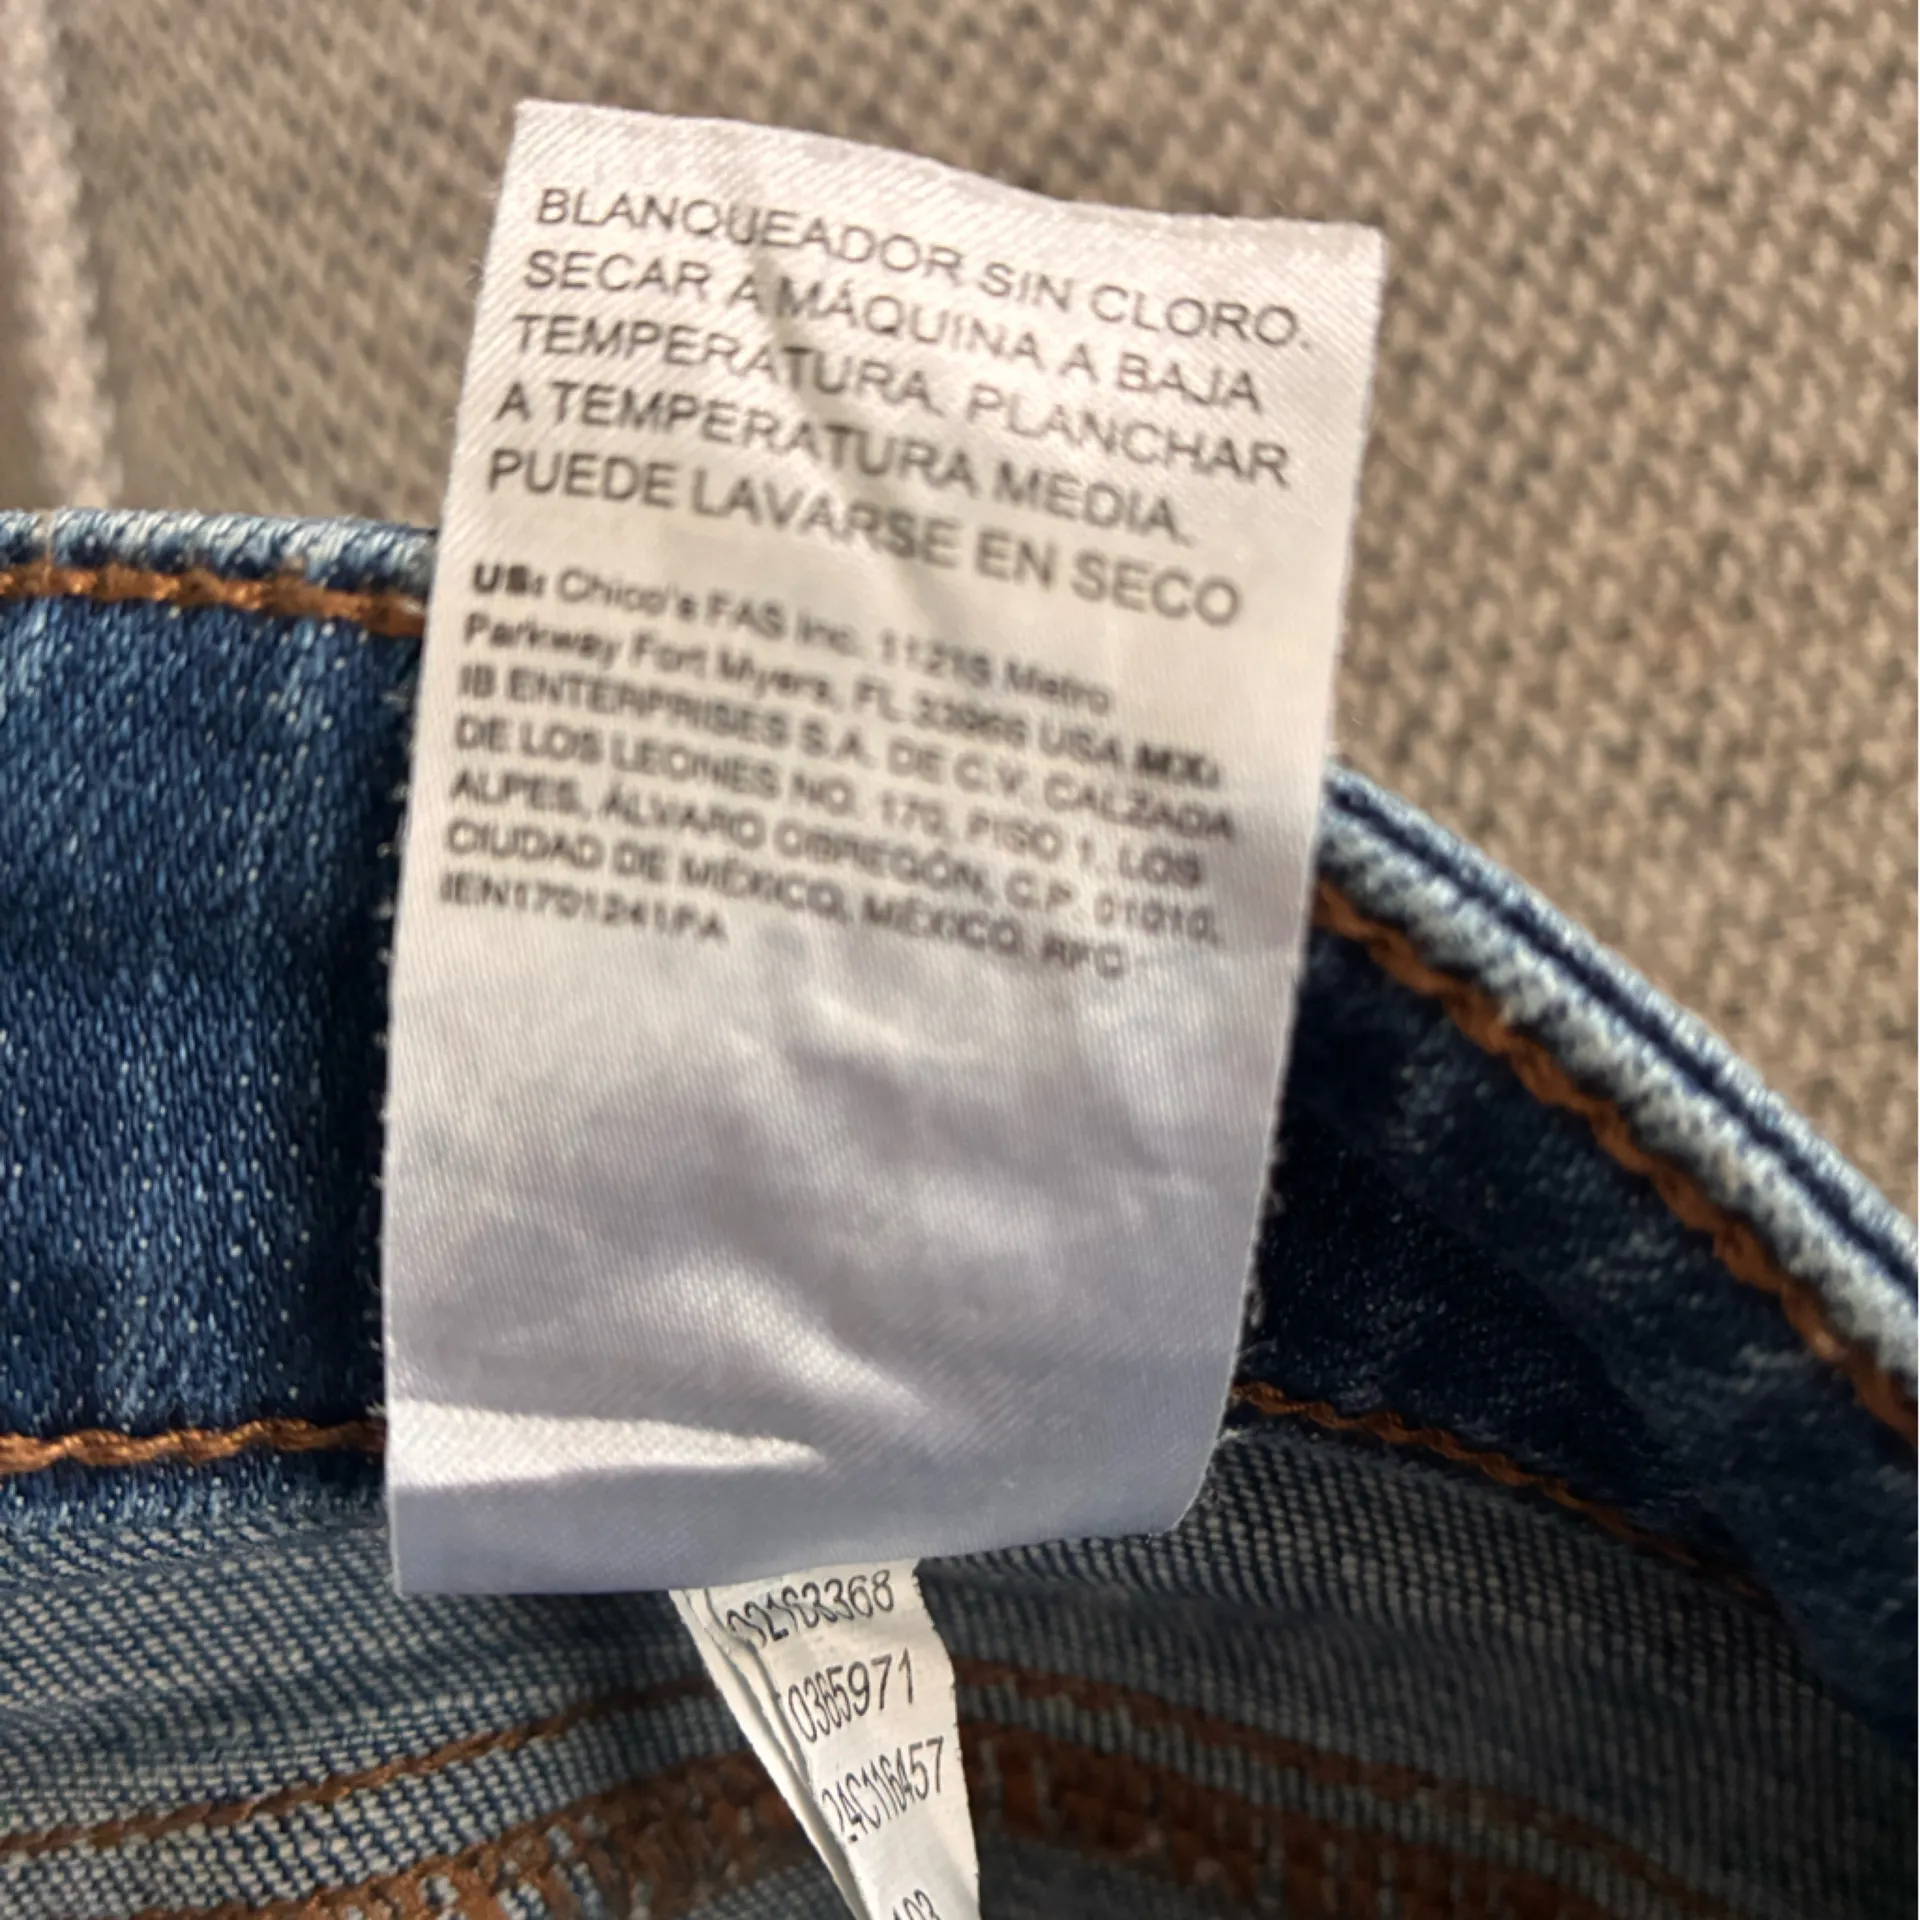 BLANQUEADOR SIN CLORO.
SECAR A MÁQUINA A BAJA
TEMPERATURA. PLANCHAR
A TEMPERATURA MEDIA.
PUEDE LAVARSE EN SECO
US: Chico's FAS Inc. 11215 Metro
Parkway Fort Myers, FL 33966 USA MX:
IB ENTERPRISES S.A. DE C.V. CALZADA
DE LOS LEONES NO. 170, PISO 1, LOS
ALPES, ÁLVARO OBREGÓN, C.P. 01010,
CIUDAD DE MÉXICO, MÉXICO, RFC
IEN1701241PA
0365971
24C116457